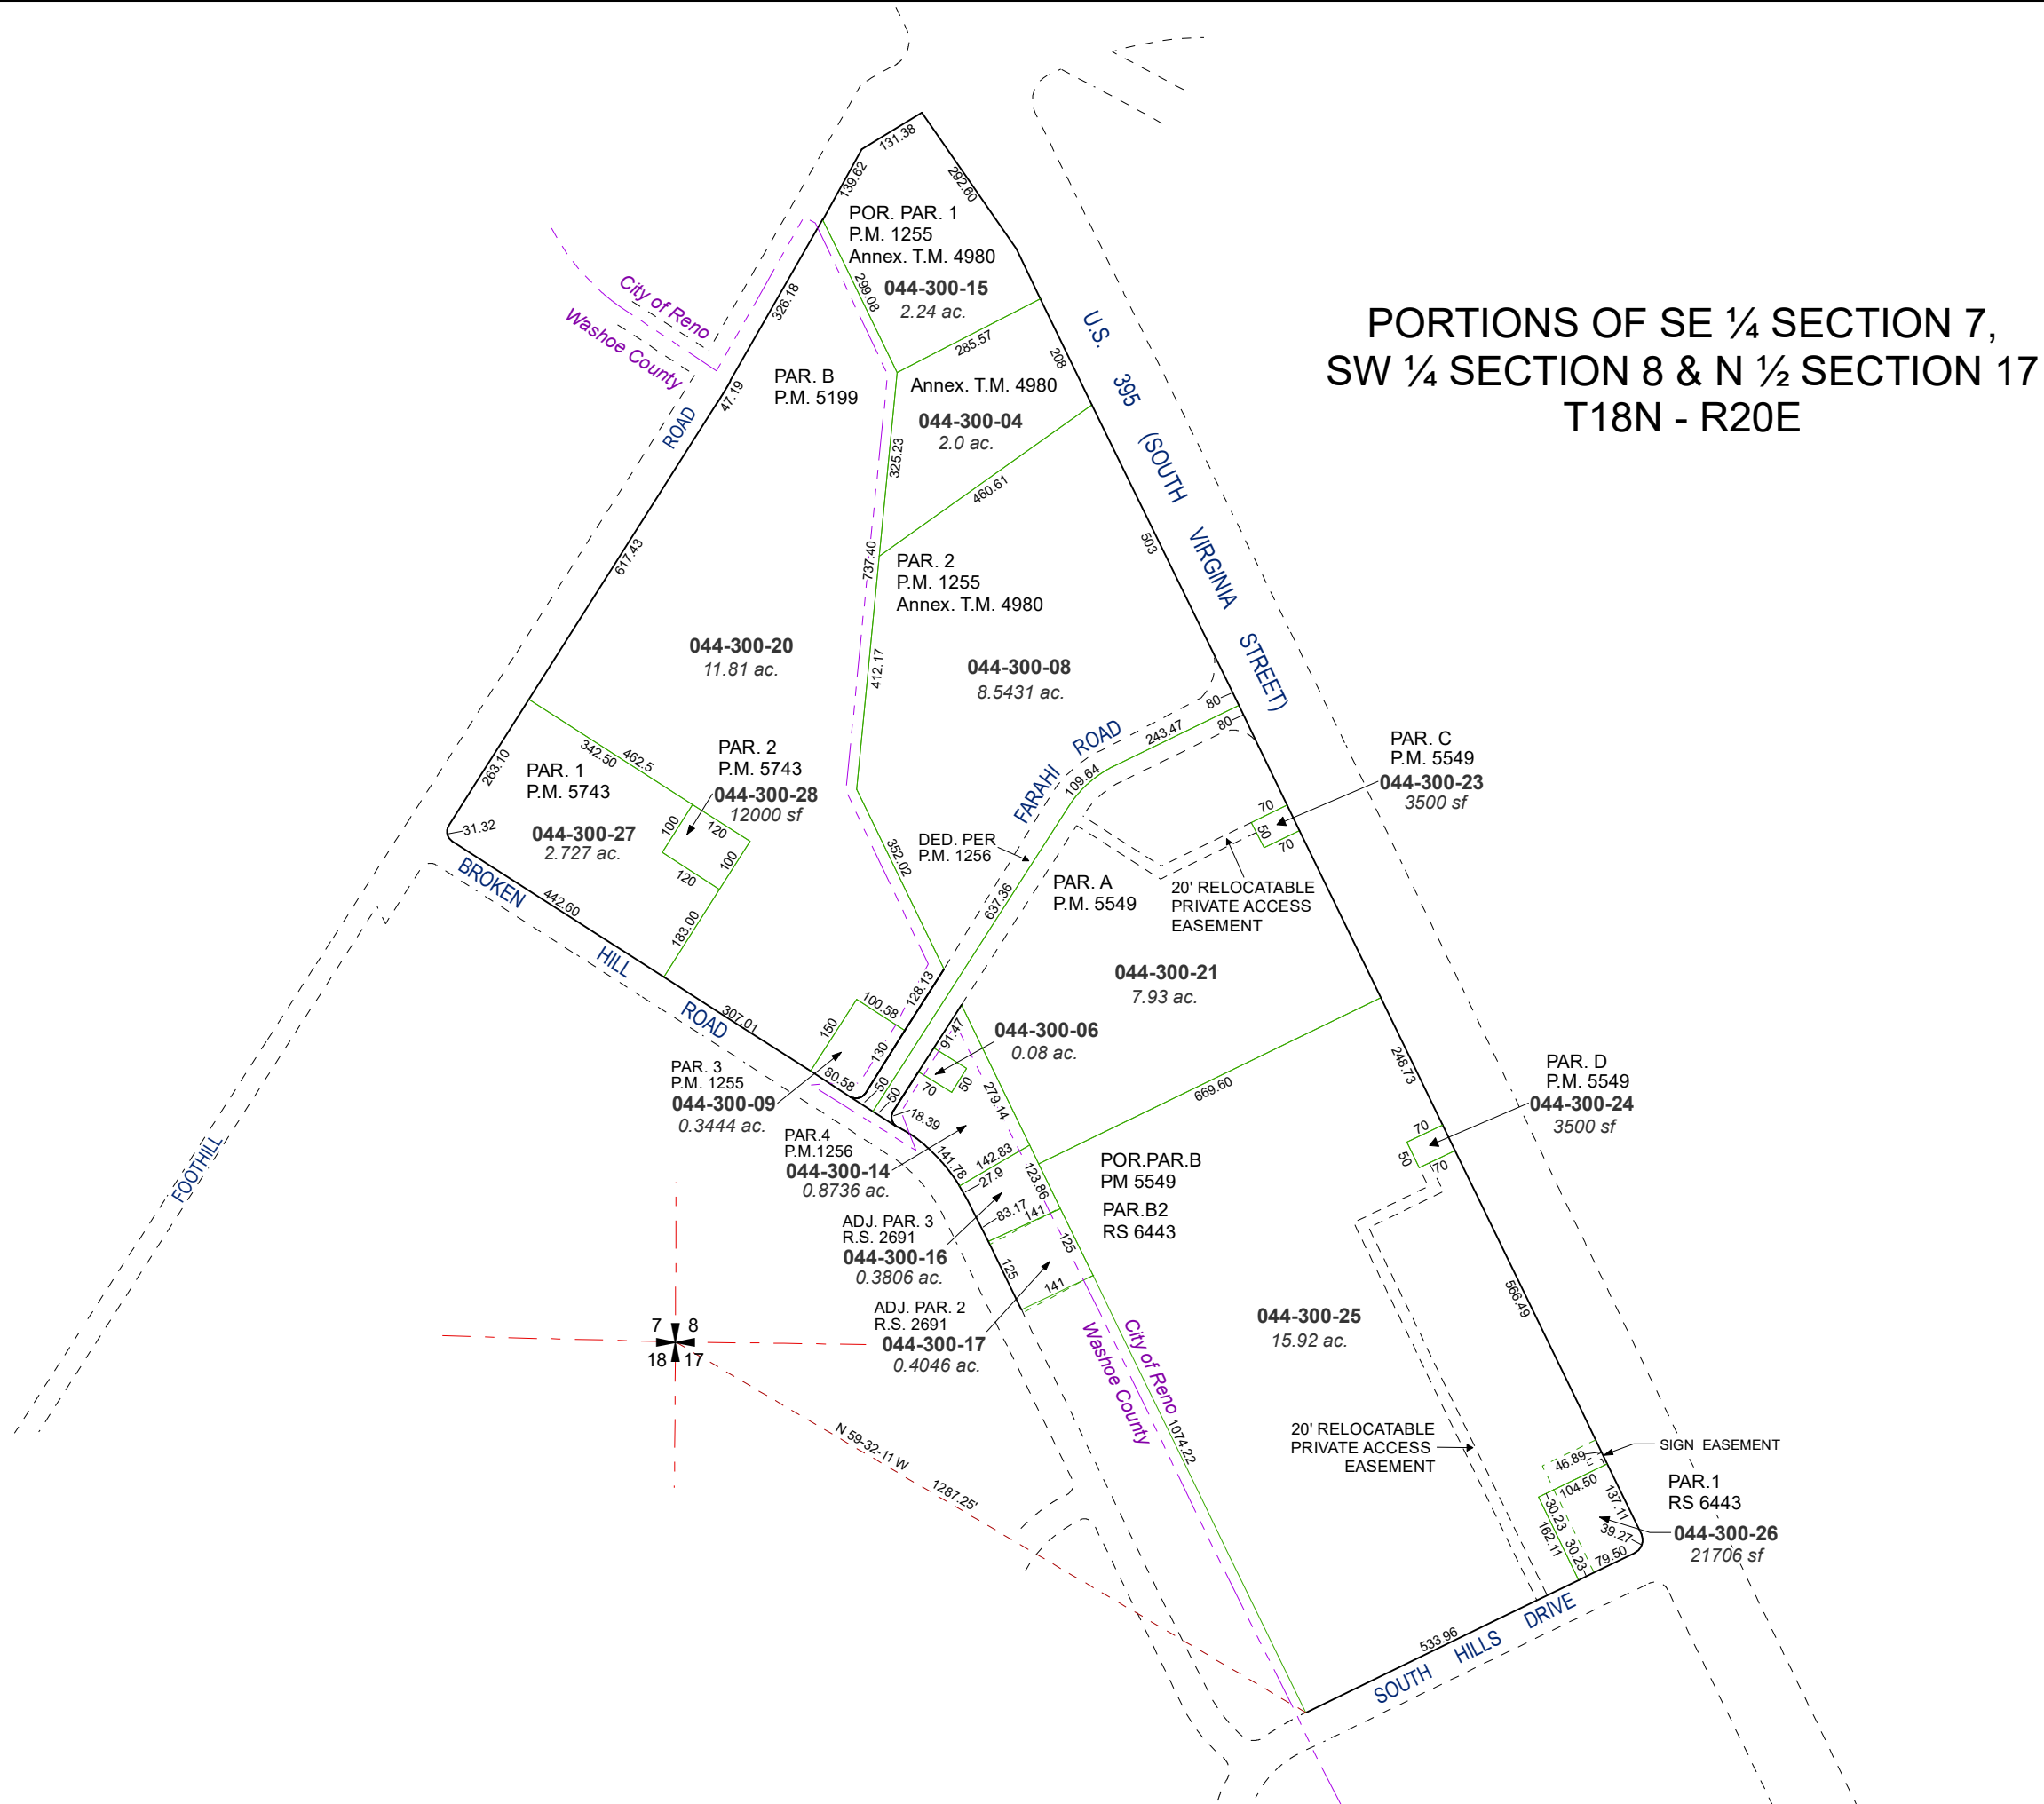 PORTIONS OF SE ¼ SECTION 7,
SW ¼ SECTION 8 & N ½ SECTION 17
T18N - R20E
131.38
139.62
292.60
POR. PAR. 1
P.M. 1255
Annex. T.M. 4980
044-300-15
2.24 ac.
299.08
285.57
208
326.18
City of Reno
Washoe County
47.19
ROAD
PAR. B
P.M. 5199
Annex. T.M. 4980
044-300-04
2.0 ac.
325.23
460.61
U.S. 395 (SOUTH VIRGINIA STREET)
503
617.43
737.40
PAR. 2
P.M. 1255
Annex. T.M. 4980
044-300-20
11.81 ac.
412.17
044-300-08
8.5431 ac.
80
80
243.47
FARAHI ROAD
109.64
263.10
342.50
462.5
PAR. 2
P.M. 5743
044-300-28
12000 sf
PAR. 1
P.M. 5743
044-300-27
2.727 ac.
31.32
100
120
100
120
183.00
BROKEN HILL ROAD
442.60
307.01
352.02
DED. PER
P.M. 1256
637.36
PAR. A
P.M. 5549
20' RELOCATABLE
PRIVATE ACCESS
EASEMENT
PAR. C
P.M. 5549
044-300-23
3500 sf
70
50
70
044-300-21
7.93 ac.
128.13
100.58
150
130
80.58
50
50
91.47
044-300-06
0.08 ac.
70
50
18.39
279.14
669.60
248.73
PAR. 3
P.M. 1255
044-300-09
0.3444 ac.
PAR.4
P.M.1256
044-300-14
0.8736 ac.
141.78
142.83
27.9
123.86
83.17
141
ADJ. PAR. 3
R.S. 2691
044-300-16
0.3806 ac.
125
125
141
ADJ. PAR. 2
R.S. 2691
044-300-17
0.4046 ac.
POR.PAR.B
PM 5549
PAR.B2
RS 6443
PAR. D
P.M. 5549
044-300-24
3500 sf
70
50
70
566.49
FOOTHILL
7 8
18 17
N 59-32-11 W
1287.25'
City of Reno
Washoe County
1074.22
044-300-25
15.92 ac.
20' RELOCATABLE
PRIVATE ACCESS
EASEMENT
SIGN EASEMENT
46.89
104.50
137.11
30.23
162.11
30.23
39.27
79.50
PAR.1
RS 6443
044-300-26
21706 sf
533.96
SOUTH HILLS DRIVE